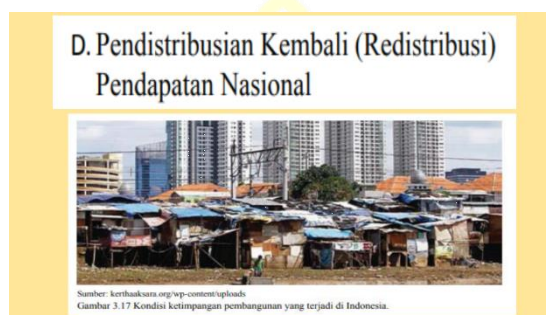 D. Pendistribusian Kembali (Redistribusi)
Pendapatan Nasional
Sumber: kerthaaksara.org/wp-content/uploads
Gambar 3.17 Kondisi ketimpangan pembangunan yang terjadi di Indonesia.